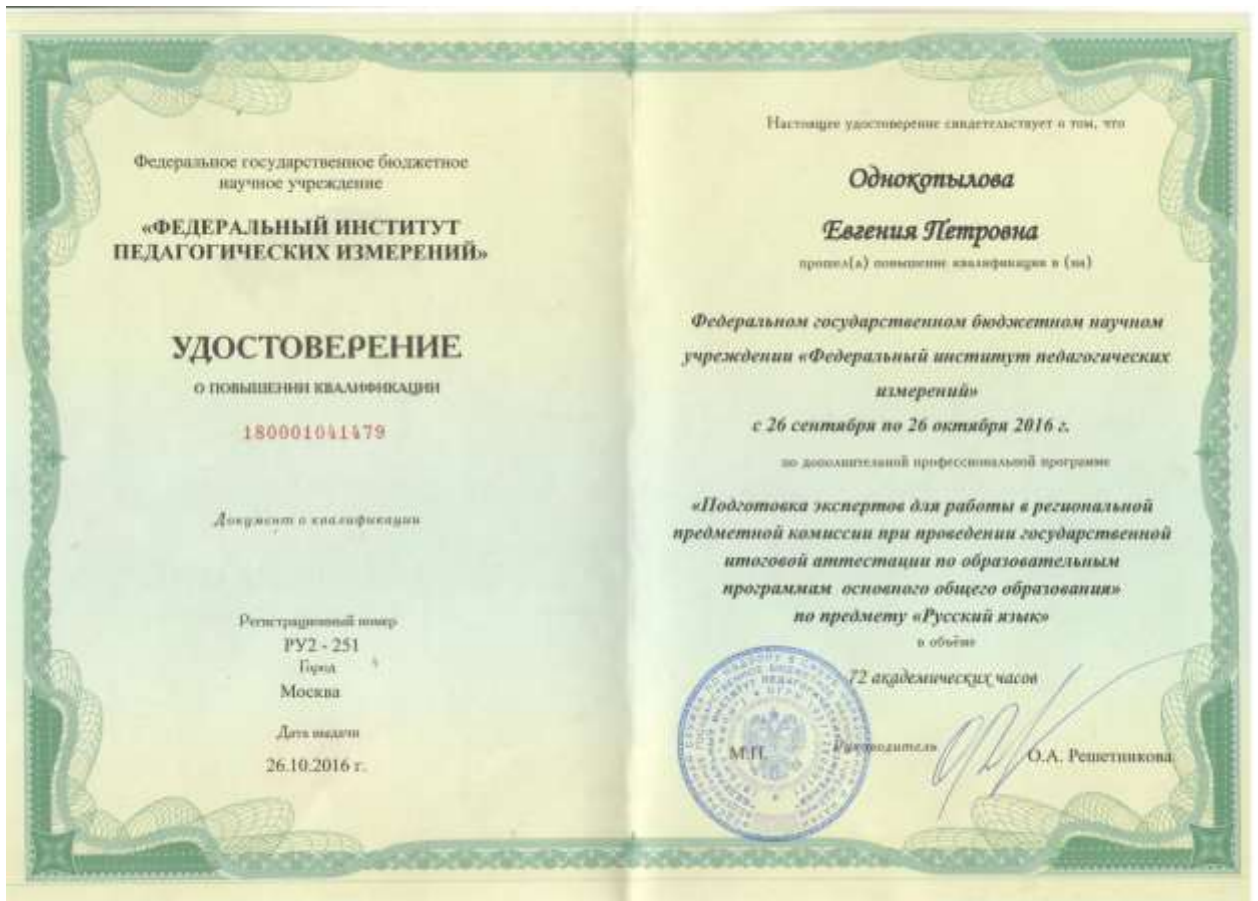 Федеральное государственное бюджетное
научное учреждение
«ФЕДЕРАЛЬНЫЙ ИНСТИТУТ
ПЕДАГОГИЧЕСКИХ ИЗМЕРЕНИЙ»
УДОСТОВЕРЕНИЕ
О ПОВЫШЕНИИ КВАЛИФИКАЦИИ
180001041479
Документ о квалификации
Регистрационный номер
РУ2 - 251
Город
Москва
Дата выдачи
26.10.2016 г.
Настоящее удостоверение свидетельствует о том, что
Однокопылова
Евгения Петровна
прошел(а) повышение квалификации в (на)
Федеральном государственном бюджетном научном
учреждении «Федеральный институт педагогических
измерений»
с 26 сентября по 26 октября 2016 г.
по дополнительной профессиональной программе
«Подготовка экспертов для работы в региональной
предметной комиссии при проведении государственной
итоговой аттестации по образовательным
программам основного общего образования»
по предмету «Русский язык»
в объёме
72 академических часов
М.П.
Руководитель
О.А. Решетникова